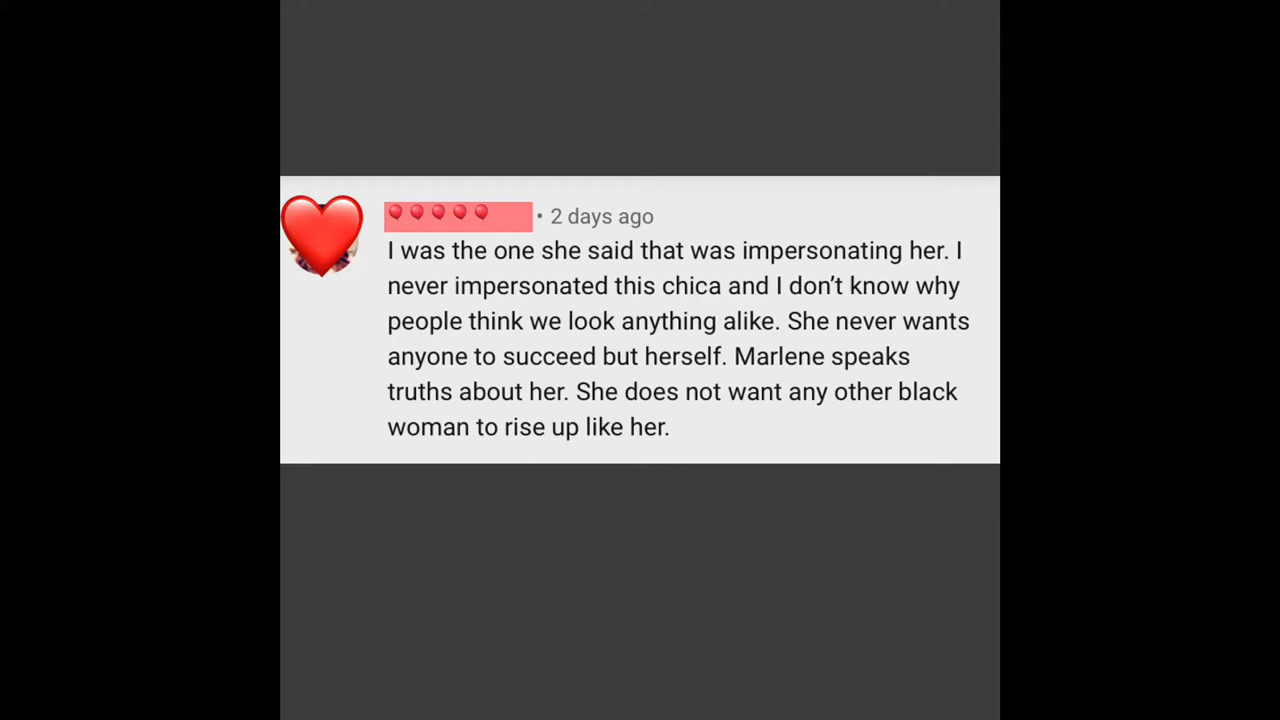 • 2 days ago
I was the one she said that was impersonating her. I
never impersonated this chica and I don’t know why
people think we look anything alike. She never wants
anyone to succeed but herself. Marlene speaks
truths about her. She does not want any other black
woman to rise up like her.